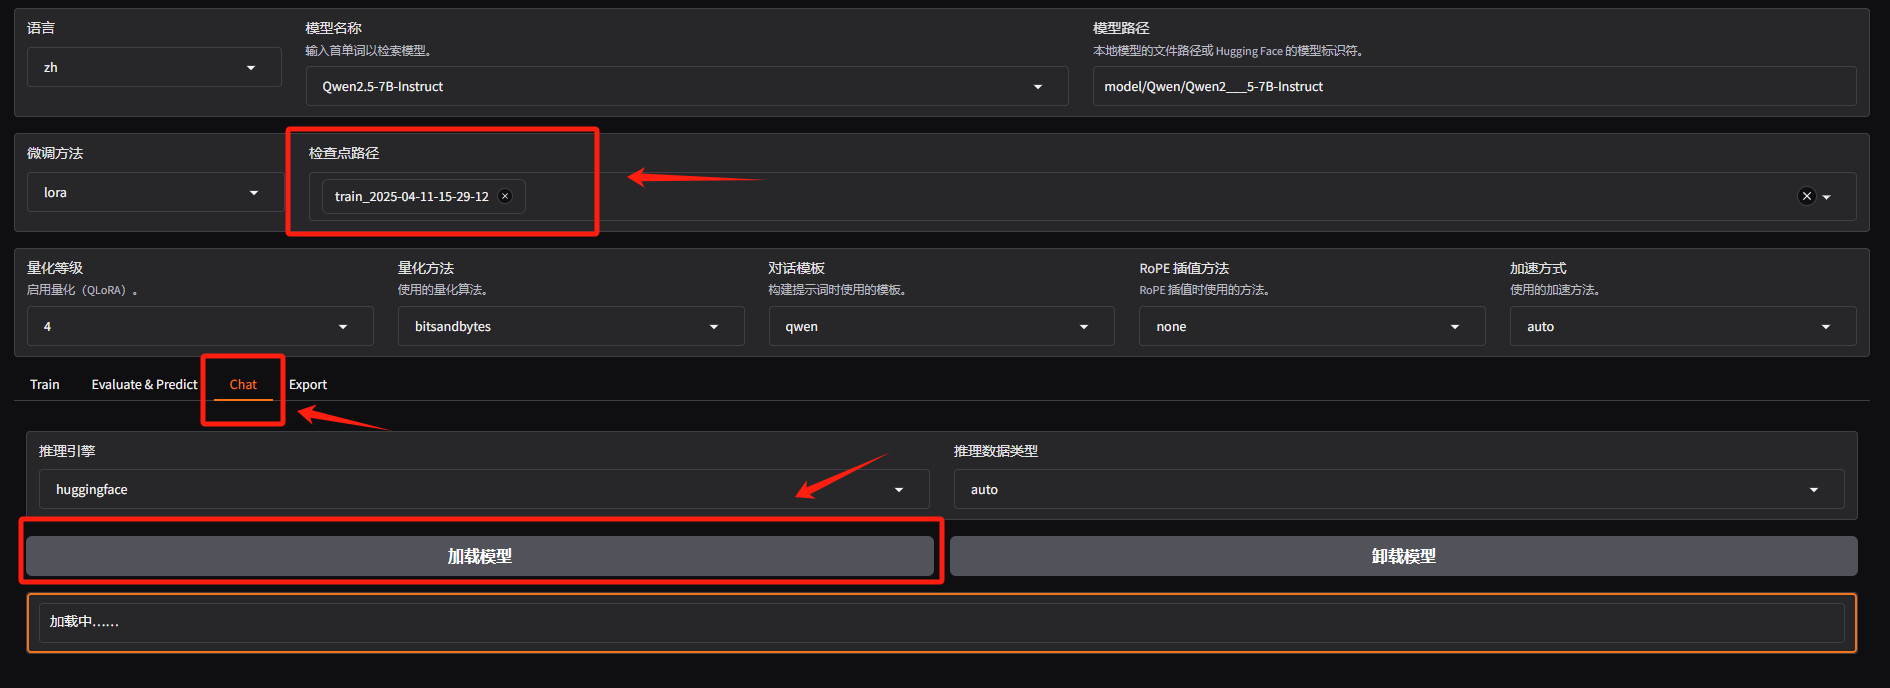 语言
zh
模型名称
输入首单词以检索模型。
Qwen2.5-7B-Instruct
模型路径
本地模型的文件路径或 Hugging Face 的模型标识符。
model/Qwen/Qwen2___5-7B-Instruct
微调方法
lora
检查点路径
train_2025-04-11-15-29-12
量化等级
启用量化（QLoRA）。
4
量化方法
使用的量化算法。
bitsandbytes
对话模板
构建提示词时使用的模板。
qwen
RoPE 插值方法
RoPE 插值时使用的方法。
none
加速方式
使用的加速方法。
auto
Train Evaluate & Predict Chat Export
推理引擎
huggingface
推理数据类型
auto
加载模型
卸载模型
加载中……